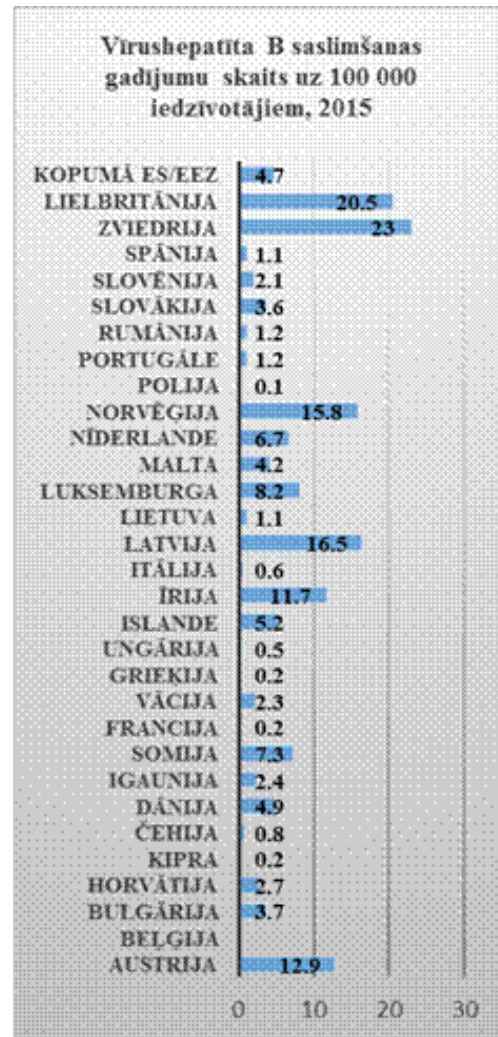 Vīrushepatīta B saslimšanas
gadījumu skaits uz 100 000
iedzīvotājiem, 2015
KOPUMĀ ES/EEZ 4.7
LIELBRITĀNIJA 20.5
ZVIEDRIJA 23
SPĀNIJA 1.1
SLOVĒNIJA 2.1
SLOVĀKIJA 3.6
RUMĀNIJA 1.2
PORTUGĀLE 1.2
POLIJA 0.1
NORVĒĢIJA 15.8
NĪDERLANDE 6.7
MALTA 4.2
LUKSEMBURGA 8.2
LIETUVA 1.1
LATVIJA 16.5
ITĀLIJA 0.6
ĪRIJA 11.7
ISLANDE 5.2
UNGĀRIJA 0.5
GRIEĶIJA 0.2
VĀCIJA 2.3
FRANCIJA 0.2
SOMIJA 7.3
IGAUNIJA 2.4
DĀNIJA 4.9
ČEHIJA 0.8
KIPRA 0.2
HORVĀTIJA 2.7
BULGĀRIJA 3.7
BEĻĢIJA
AUSTRIJA 12.9
0 10 20 30